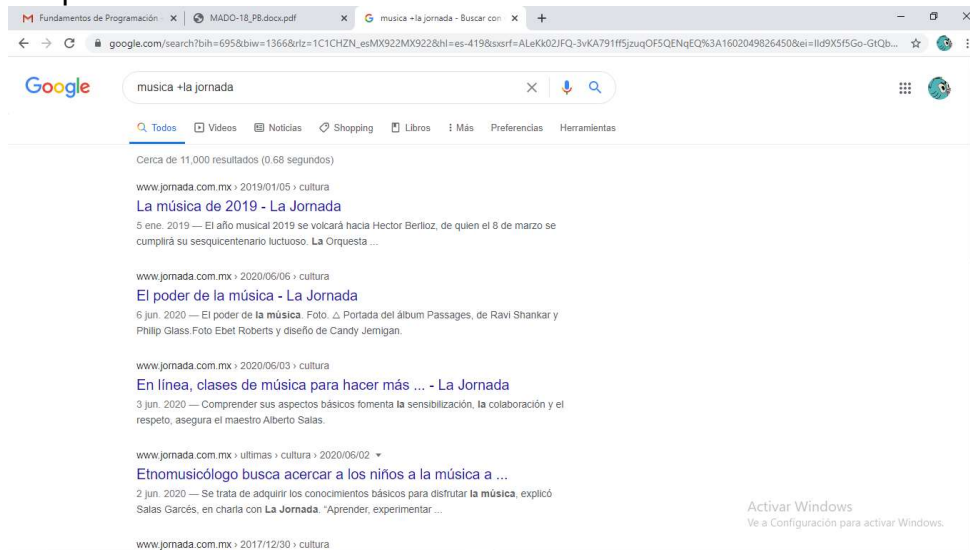 Fundamentos de Programación
MADO-18_PB.docx.pdf
musica +la jornada - Buscar con
google.com/search?bih=695&biw=1366&rlz=1C1CHZN_esMX922MX922&hl=es-419&sxsrf=ALeKk02JFQ-3vKA791ff5jzuqOF5QENqEQ%3A1602049826450&ei=IId9X5f5Go-GtQb...
Google
musica +la jornada
Todos Videos Noticias Shopping Libros Más Preferencias Herramientas
Cerca de 11,000 resultados (0.68 segundos)
www.jornada.com.mx › 2019/01/05 › cultura
La música de 2019 - La Jornada
5 ene. 2019 — El año musical 2019 se volcará hacia Hector Berlioz, de quien el 8 de marzo se
cumplirá su sesquicentenario luctuoso. La Orquesta ...
www.jornada.com.mx › 2020/06/06 › cultura
El poder de la música - La Jornada
6 jun. 2020 — El poder de la música. Foto. △ Portada del álbum Passages, de Ravi Shankar y
Philip Glass.Foto Ebet Roberts y diseño de Candy Jernigan.
www.jornada.com.mx › 2020/06/03 › cultura
En línea, clases de música para hacer más ... - La Jornada
3 jun. 2020 — Comprender sus aspectos básicos fomenta la sensibilización, la colaboración y el
respeto, asegura el maestro Alberto Salas.
www.jornada.com.mx › ultimas › cultura › 2020/06/02
Etnomusicólogo busca acercar a los niños a la música a ...
2 jun. 2020 — Se trata de adquirir los conocimientos básicos para disfrutar la música, explicó
Salas Garcés, en charla con La Jornada. “Aprender, experimentar ...
www.jornada.com.mx › 2017/12/30 › cultura
Activar Windows
Ve a Configuración para activar Windows.